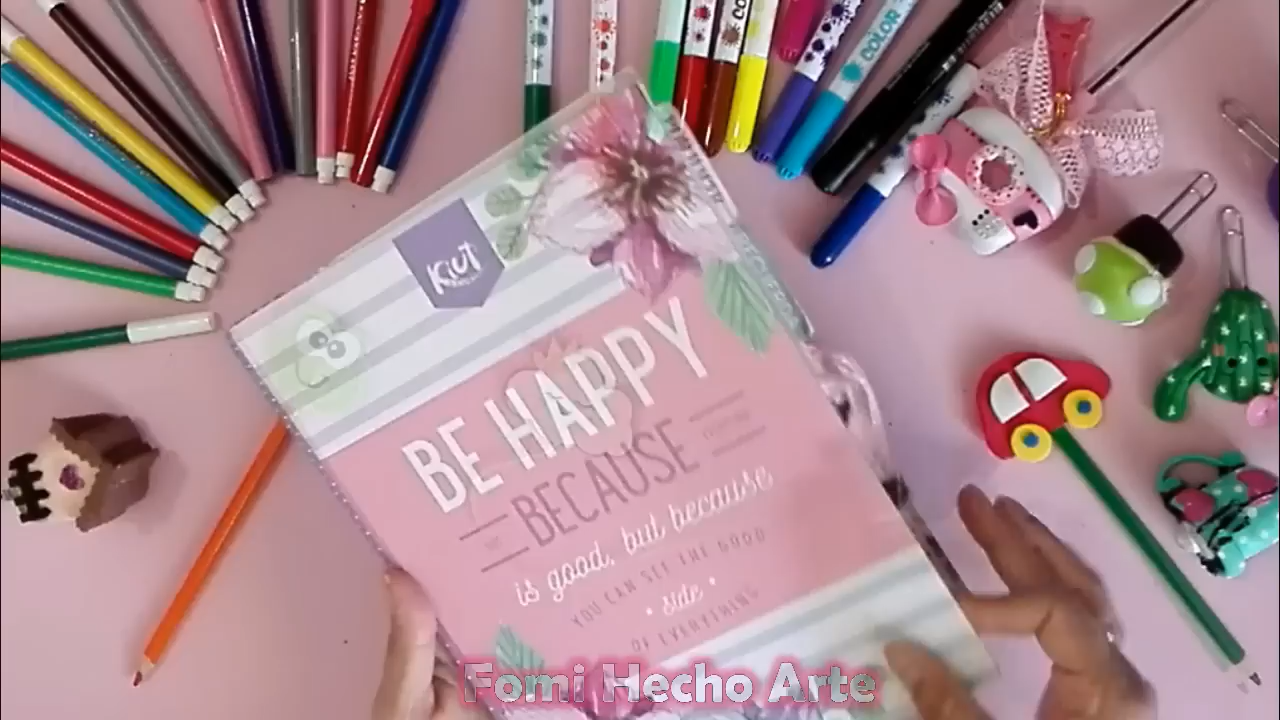 COLOR
Kiut
BE HAPPY
BECAUSE
is good, but because
YOU CAN SEE THE GOOD
• side •
OF EVERYTHING
Fomi Hecho Arte